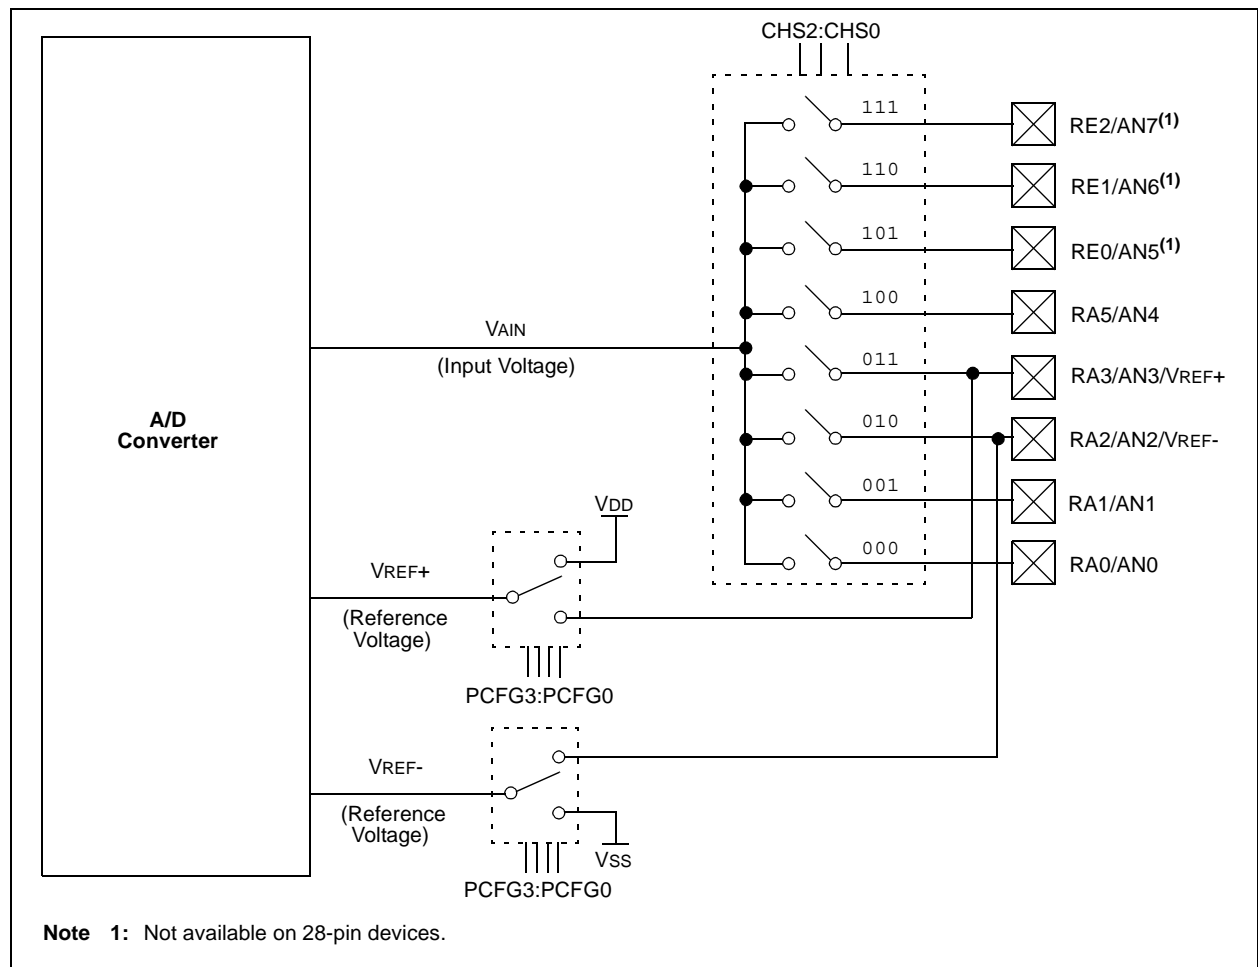 CHS2:CHS0
111
RE2/AN7(1)
110
RE1/AN6(1)
101
RE0/AN5(1)
100
RA5/AN4
VAIN
(Input Voltage)
011
RA3/AN3/VREF+
A/D
Converter
010
RA2/AN2/VREF-
001
RA1/AN1
VDD
000
RA0/AN0
VREF+
(Reference
Voltage)
PCFG3:PCFG0
VREF-
(Reference
Voltage)
VSS
PCFG3:PCFG0
Note 1: Not available on 28-pin devices.